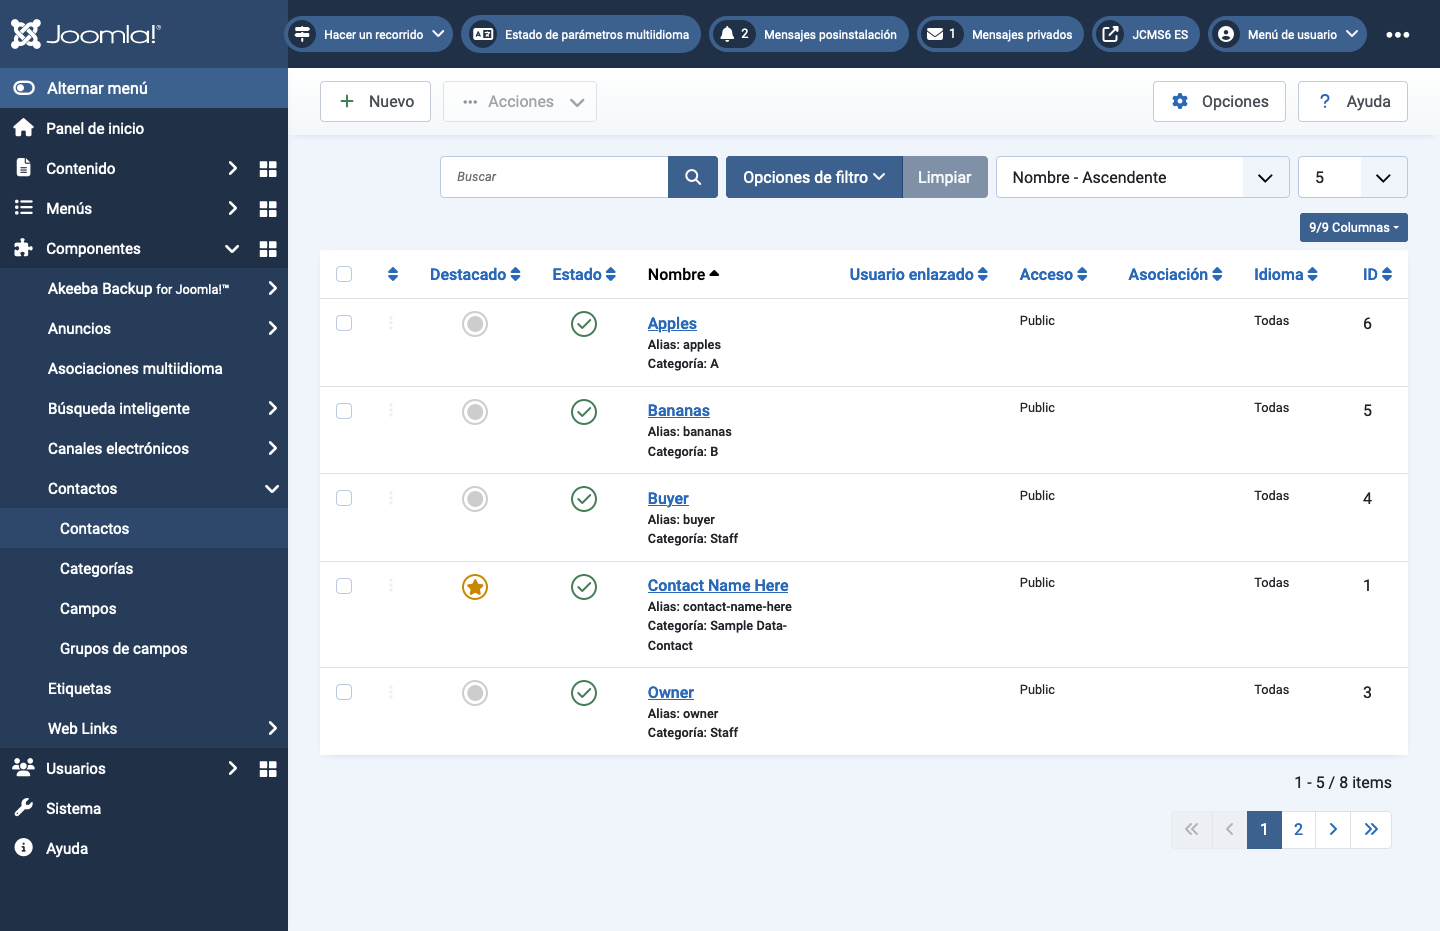 Joomla!®
Hacer un recorrido
Estado de parámetros multiidioma
2 Mensajes posinstalación
1 Mensajes privados
JCMS6 ES
Menú de usuario
Alternar menú
Panel de inicio
Contenido
Menús
Componentes
Akeeba Backup for Joomla!™
Anuncios
Asociaciones multiidioma
Búsqueda inteligente
Canales electrónicos
Contactos
Contactos
Categorías
Campos
Grupos de campos
Etiquetas
Web Links
Usuarios
Sistema
Ayuda
+ Nuevo
Acciones
Opciones
? Ayuda
Buscar
Opciones de filtro
Limpiar
Nombre - Ascendente
5
9/9 Columnas
Destacado Estado Nombre Usuario enlazado Acceso Asociación Idioma ID
Apples Public Todas 6
Alias: apples
Categoría: A
Bananas Public Todas 5
Alias: bananas
Categoría: B
Buyer Public Todas 4
Alias: buyer
Categoría: Staff
Contact Name Here Public Todas 1
Alias: contact-name-here
Categoría: Sample Data-
Contact
Owner Public Todas 3
Alias: owner
Categoría: Staff
1 - 5 / 8 items
1 2